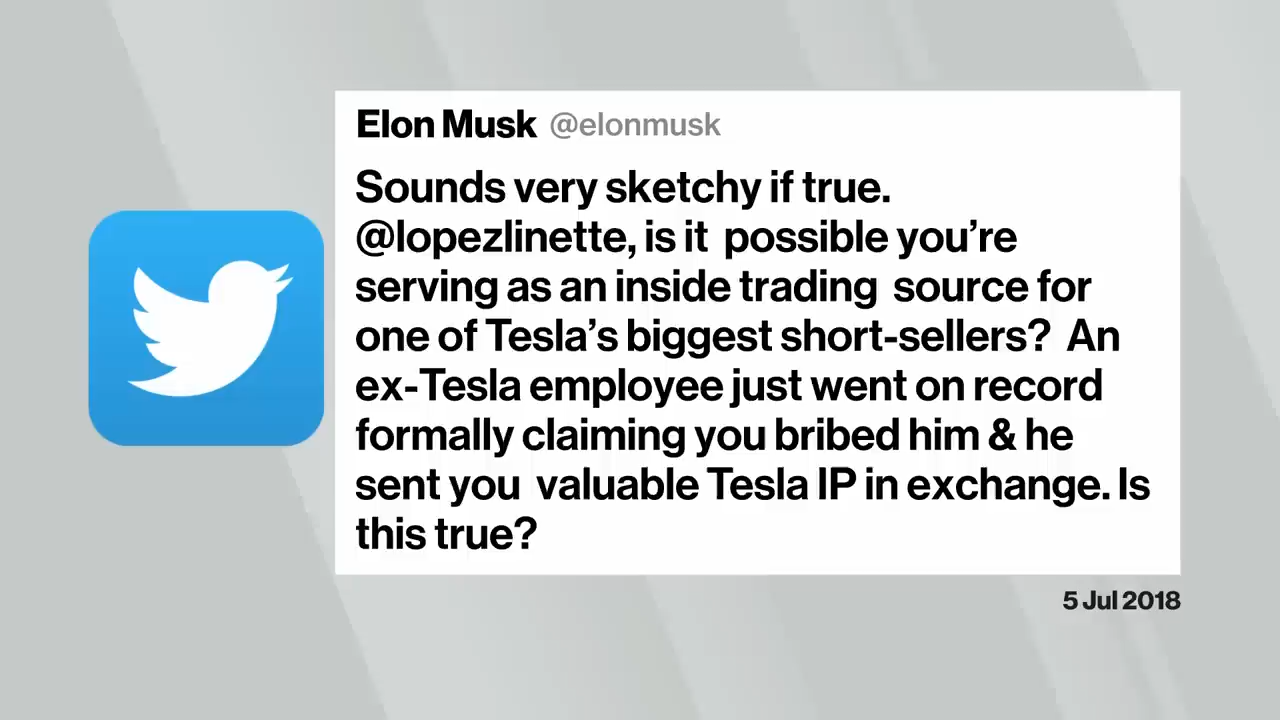 Elon Musk @elonmusk
Sounds very sketchy if true.
@lopezlinette, is it possible you’re
serving as an inside trading source for
one of Tesla’s biggest short-sellers? An
ex-Tesla employee just went on record
formally claiming you bribed him & he
sent you valuable Tesla IP in exchange. Is
this true?
5 Jul 2018